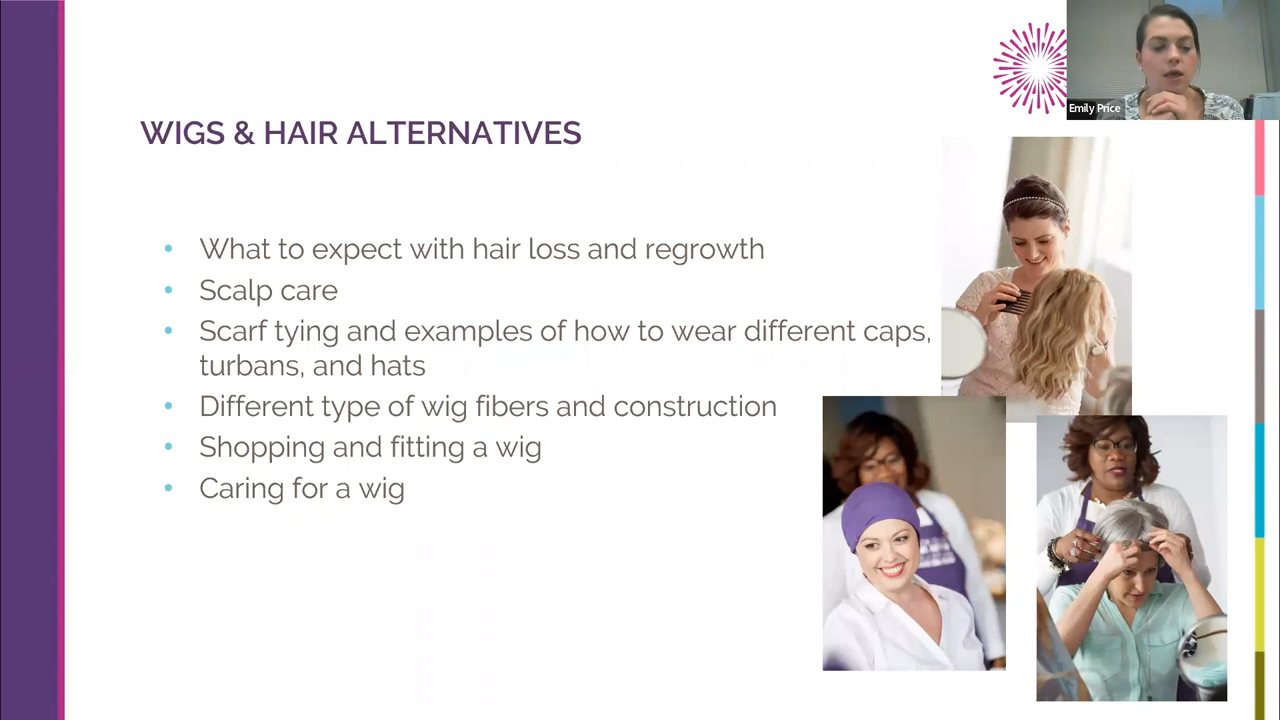 Emily Price
WIGS & HAIR ALTERNATIVES
• What to expect with hair loss and regrowth
• Scalp care
• Scarf tying and examples of how to wear different caps,
turbans, and hats
• Different type of wig fibers and construction
• Shopping and fitting a wig
• Caring for a wig